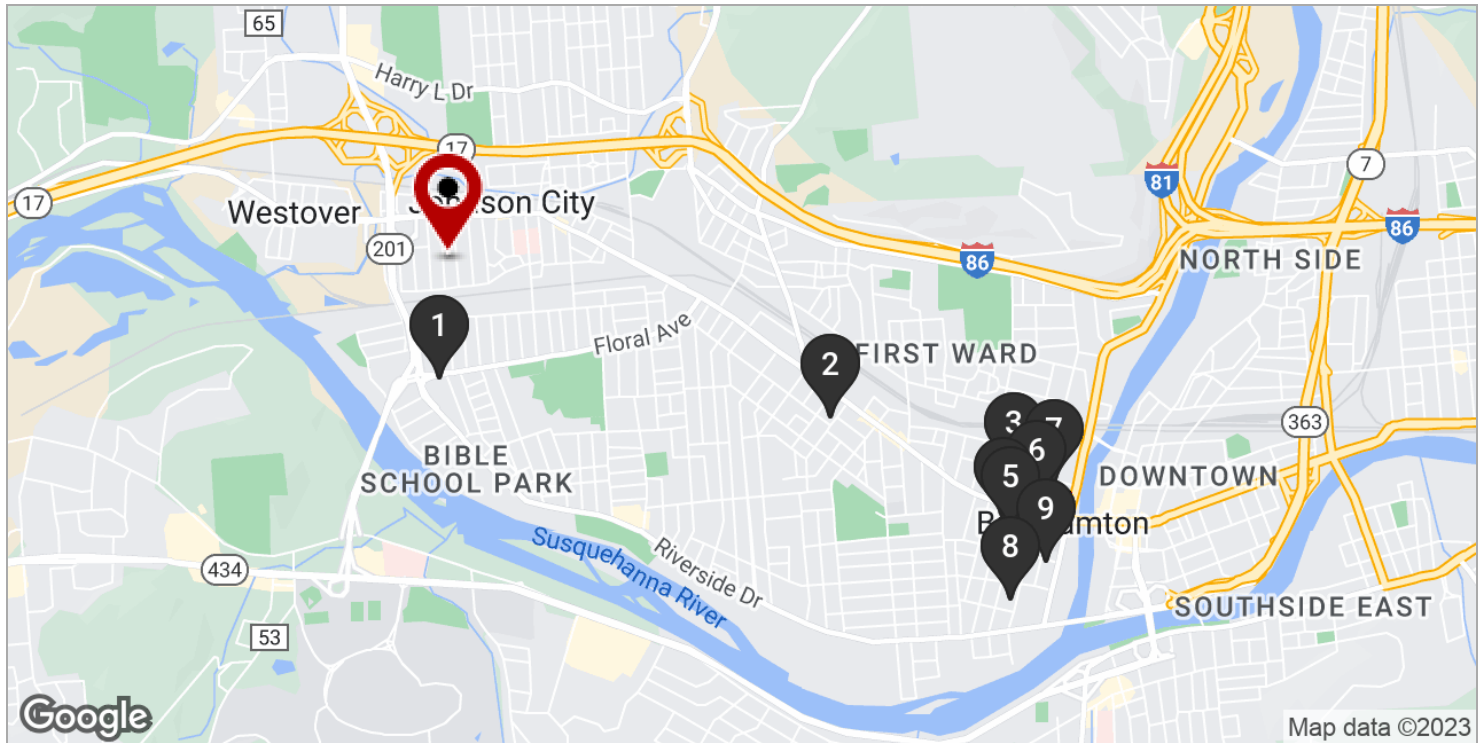 65
Harry L Dr
17
Johnson City
7
81
17
Westover
201
86
86
NORTH SIDE
1
Floral Ave
2
FIRST WARD
3
7
363
6
BIBLE
SCHOOL PARK
5
DOWNTOWN
9
Binghamton
8
Susquehanna River
Riverside Dr
434
SOUTHSIDE EAST
53
Google
Map data ©2023